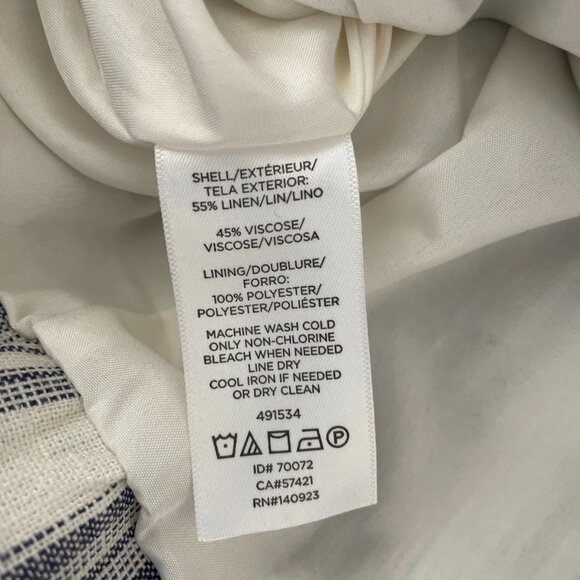 SHELL/EXTÉRIEUR/
TELA EXTERIOR:
55% LINEN/LIN/LINO
45% VISCOSE/
VISCOSE/VISCOSA
LINING/DOUBLURE/
FORRO:
100% POLYESTER/
POLYESTER/POLIÉSTER
MACHINE WASH COLD
ONLY NON-CHLORINE
BLEACH WHEN NEEDED
LINE DRY
COOL IRON IF NEEDED
OR DRY CLEAN
491534
P
ID# 70072
CA#57421
RN#140923